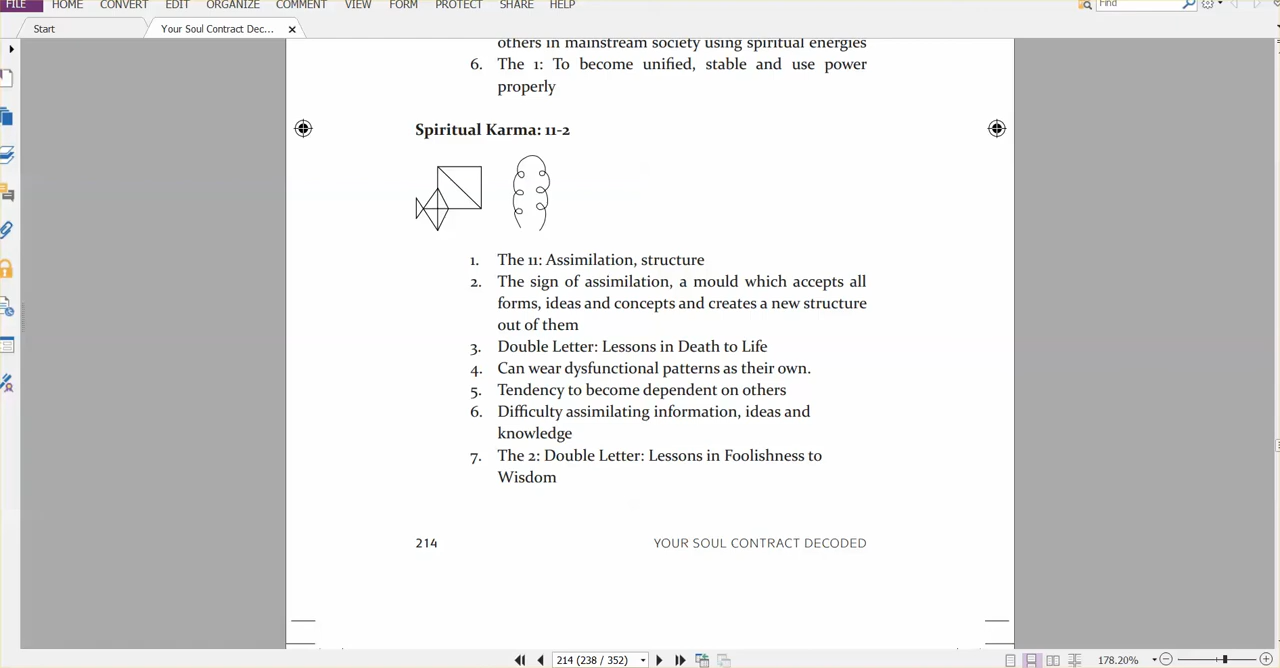 FILE HOME CONVERT EDIT ORGANIZE COMMENT VIEW FORM PROTECT SHARE HELP Find
Start Your Soul Contract Dec...
others in mainstream society using spiritual energies
6. The 1: To become unified, stable and use power
properly
Spiritual Karma: 11-2
1. The 11: Assimilation, structure
2. The sign of assimilation, a mould which accepts all
forms, ideas and concepts and creates a new structure
out of them
3. Double Letter: Lessons in Death to Life
4. Can wear dysfunctional patterns as their own.
5. Tendency to become dependent on others
6. Difficulty assimilating information, ideas and
knowledge
7. The 2: Double Letter: Lessons in Foolishness to
Wisdom
214 YOUR SOUL CONTRACT DECODED
214 (238 / 352) 178.20%